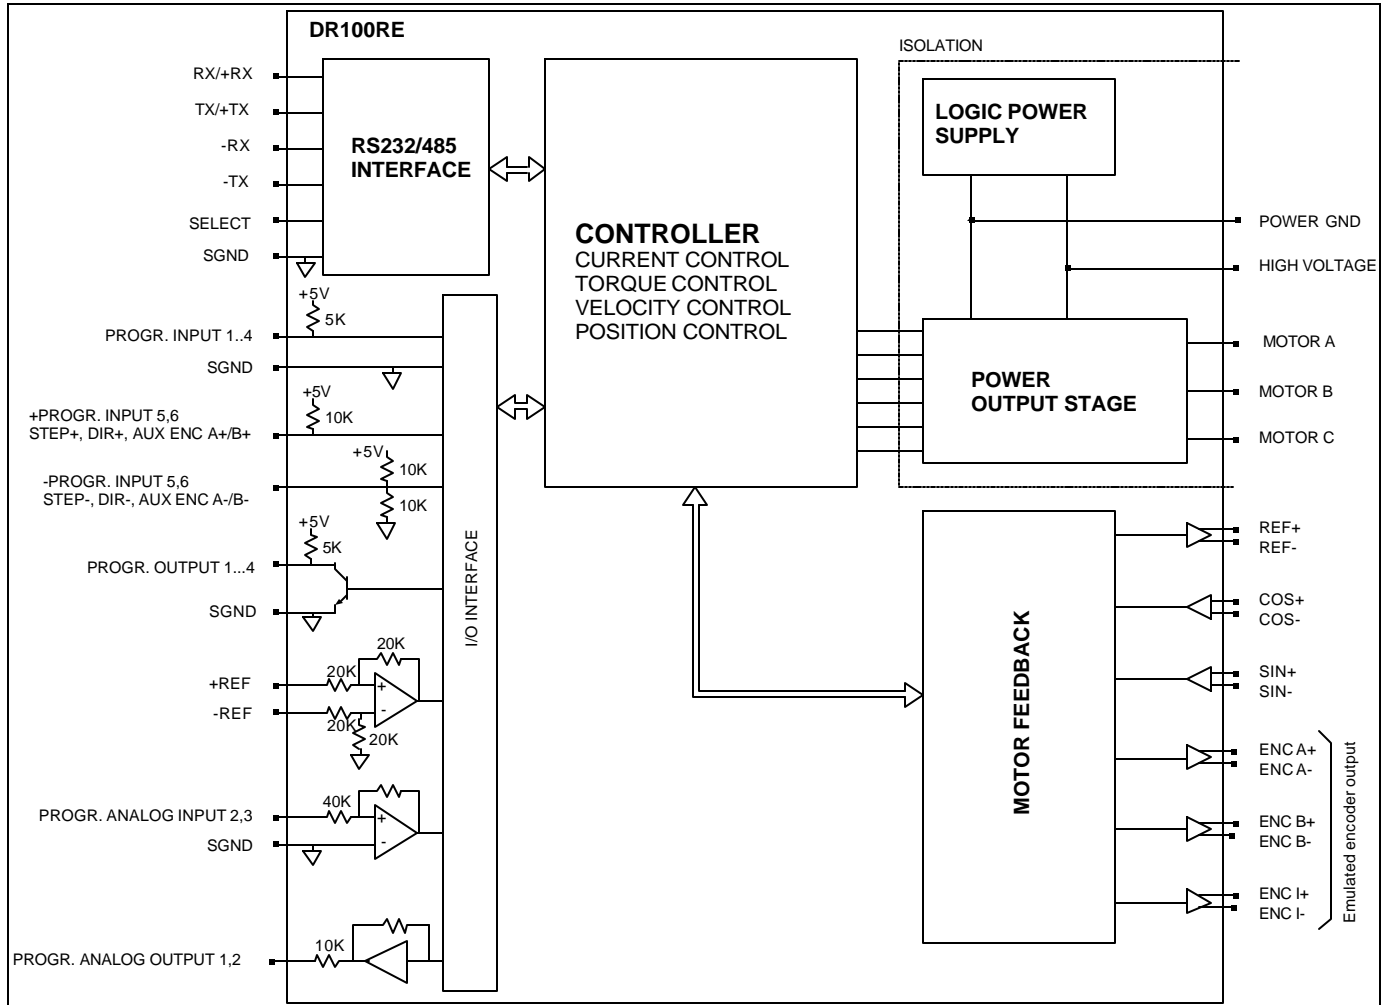 DR100RE
ISOLATION
RX/+RX
TX/+TX
-RX
-TX
SELECT
SGND
RS232/485
INTERFACE
CONTROLLER
CURRENT CONTROL
TORQUE CONTROL
VELOCITY CONTROL
POSITION CONTROL
LOGIC POWER
SUPPLY
POWER GND
HIGH VOLTAGE
POWER
OUTPUT STAGE
MOTOR A
MOTOR B
MOTOR C
+5V
5K
PROGR. INPUT 1..4
SGND
+5V
10K
+PROGR. INPUT 5,6
STEP+, DIR+, AUX ENC A+/B+
+5V
10K
10K
-PROGR. INPUT 5,6
STEP-, DIR-, AUX ENC A-/B-
+5V
5K
PROGR. OUTPUT 1...4
SGND
I/O INTERFACE
20K
20K
+REF
-REF
20K
20K
+
-
40K
PROGR. ANALOG INPUT 2,3
SGND
+
-
10K
PROGR. ANALOG OUTPUT 1,2
MOTOR FEEDBACK
REF+
REF-
COS+
COS-
SIN+
SIN-
ENC A+
ENC A-
ENC B+
ENC B-
ENC I+
ENC I-
Emulated encoder output